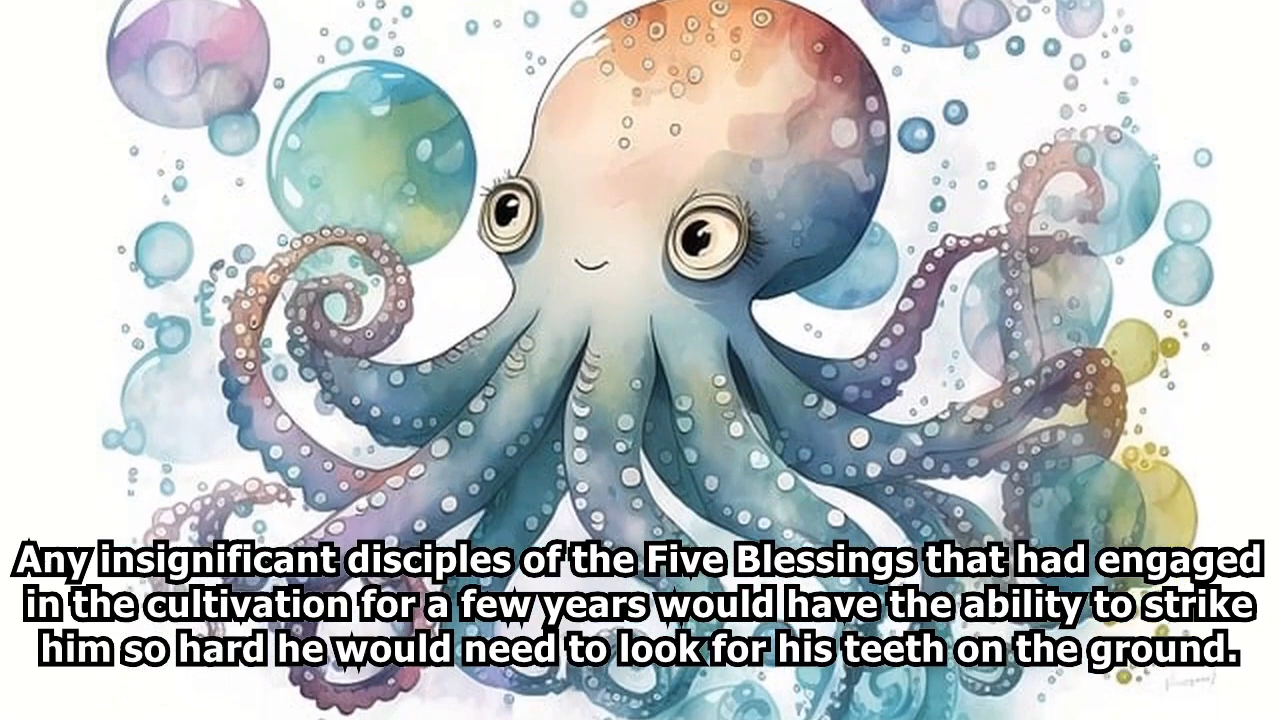 Any insignificant disciples of the Five Blessings that had engaged
in the cultivation for a few years would have the ability to strike
him so hard he would need to look for his teeth on the ground.